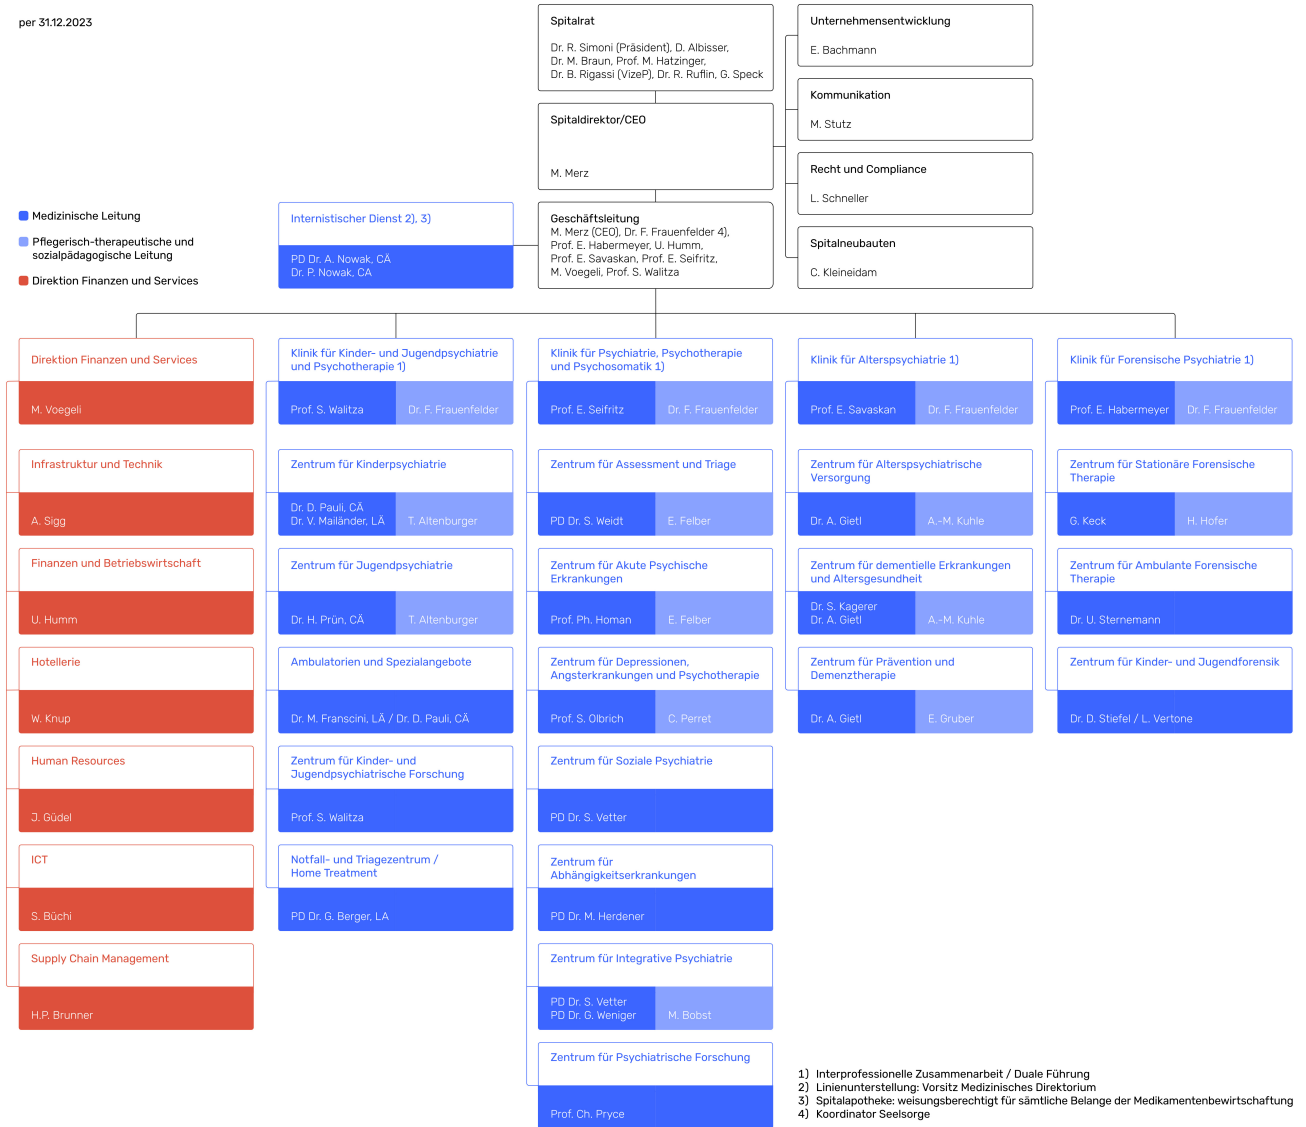 per 31.12.2023
Spitalrat
Dr. R. Simoni (Präsident), D. Albisser,
Dr. M. Braun, Prof. M. Hatzinger,
Dr. B. Rigassi (VizeP), Dr. R. Ruflin, G. Speck
Unternehmensentwicklung
E. Bachmann
Kommunikation
M. Stutz
Spitaldirektor/CEO
M. Merz
Recht und Compliance
L. Schneller
Medizinische Leitung
Pflegerisch-therapeutische und
sozialpädagogische Leitung
Direktion Finanzen und Services
Internistischer Dienst 2), 3)
PD Dr. A. Nowak, CÄ
Dr. P. Nowak, CA
Geschäftsleitung
M. Merz (CEO), Dr. F. Frauenfelder 4),
Prof. E. Habermeyer, U. Humm,
Prof. E. Savaskan, Prof. E. Seifritz,
M. Voegeli, Prof. S. Walitza
Spitalneubauten
C. Kleineidam
Direktion Finanzen und Services
M. Voegeli
Infrastruktur und Technik
A. Sigg
Finanzen und Betriebswirtschaft
U. Humm
Hotellerie
W. Knup
Human Resources
J. Güdel
ICT
S. Büchi
Supply Chain Management
H.P. Brunner
Klinik für Kinder- und Jugendpsychiatrie
und Psychotherapie 1)
Prof. S. Walitza Dr. F. Frauenfelder
Zentrum für Kinderpsychiatrie
Dr. D. Pauli, CÄ
Dr. V. Mailänder, LÄ T. Altenburger
Zentrum für Jugendpsychiatrie
Dr. H. Prün, CÄ T. Altenburger
Ambulatorien und Spezialangebote
Dr. M. Franscini, LÄ / Dr. D. Pauli, CÄ
Zentrum für Kinder- und
Jugendpsychiatrische Forschung
Prof. S. Walitza
Notfall- und Triagezentrum /
Home Treatment
PD Dr. G. Berger, LA
Klinik für Psychiatrie, Psychotherapie
und Psychosomatik 1)
Prof. E. Seifritz Dr. F. Frauenfelder
Zentrum für Assessment und Triage
PD Dr. S. Weidt E. Felber
Zentrum für Akute Psychische
Erkrankungen
Prof. Ph. Homan E. Felber
Zentrum für Depressionen,
Angsterkrankungen und Psychotherapie
Prof. S. Olbrich C. Perret
Zentrum für Soziale Psychiatrie
PD Dr. S. Vetter
Zentrum für
Abhängigkeitserkrankungen
PD Dr. M. Herdener
Zentrum für Integrative Psychiatrie
PD Dr. S. Vetter
PD Dr. G. Weniger M. Bobst
Zentrum für Psychiatrische Forschung
Prof. Ch. Pryce
Klinik für Alterspsychiatrie 1)
Prof. E. Savaskan Dr. F. Frauenfelder
Zentrum für Alterspsychiatrische
Versorgung
Dr. A. Gietl A.-M. Kuhle
Zentrum für dementielle Erkrankungen
und Altersgesundheit
Dr. S. Kagerer
Dr. A. Gietl A.-M. Kuhle
Zentrum für Prävention und
Demenztherapie
Dr. A. Gietl E. Gruber
Klinik für Forensische Psychiatrie 1)
Prof. E. Habermeyer Dr. F. Frauenfelder
Zentrum für Stationäre Forensische
Therapie
G. Keck H. Hofer
Zentrum für Ambulante Forensische
Therapie
Dr. U. Sternemann
Zentrum für Kinder- und Jugendforensik
Dr. D. Stiefel / L. Vertone
1) Interprofessionelle Zusammenarbeit / Duale Führung
2) Linienunterstellung: Vorsitz Medizinisches Direktorium
3) Spitalapotheke: weisungsberechtigt für sämtliche Belange der Medikamentenbewirtschaftung
4) Koordinator Seelsorge